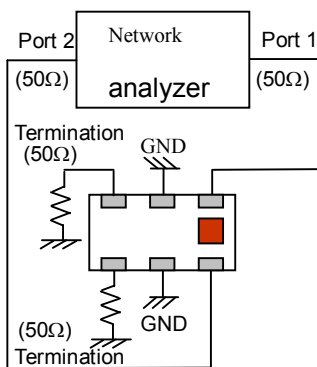 Port 2
Network
Port 1
(50Ω)
analyzer
(50Ω)
Termination
(50Ω)
GND
(50Ω)
GND
Termination